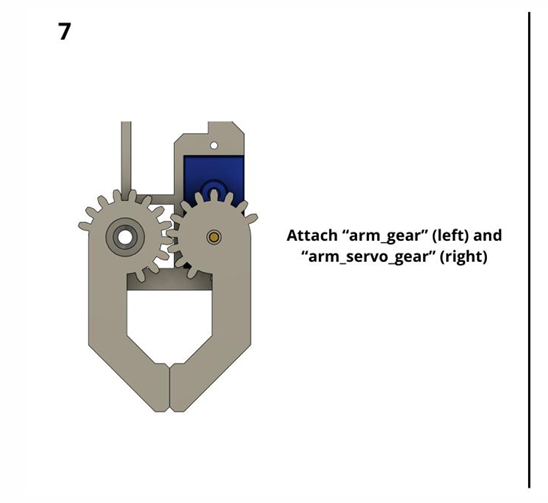 7
Attach “arm_gear” (left) and
“arm_servo_gear” (right)